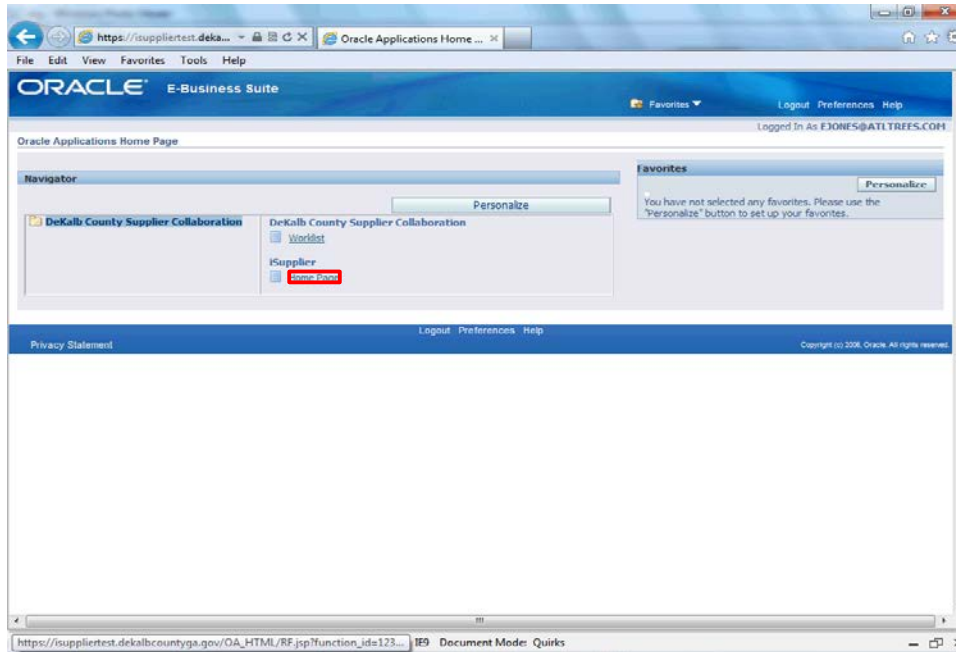 https://isuppliertest.deka...
Oracle Applications Home ...
File Edit View Favorites Tools Help
ORACLE E-Business Suite
Favorites
Logout Preferences Help
Logged In As EJONES@ATLTREES.COM
Oracle Applications Home Page
Navigator
Personalize
DeKalb County Supplier Collaboration
DeKalb County Supplier Collaboration
Worklist
iSupplier
Home Page
Favorites
Personalize
You have not selected any favorites. Please use the
"Personalize" button to set up your favorites.
Logout Preferences Help
Privacy Statement
Copyright (c) 2006, Oracle. All rights reserved.
https://isuppliertest.dekalbcountyga.gov/OA_HTML/RF.jsp?function_id=123...
IE9 Document Mode: Quirks